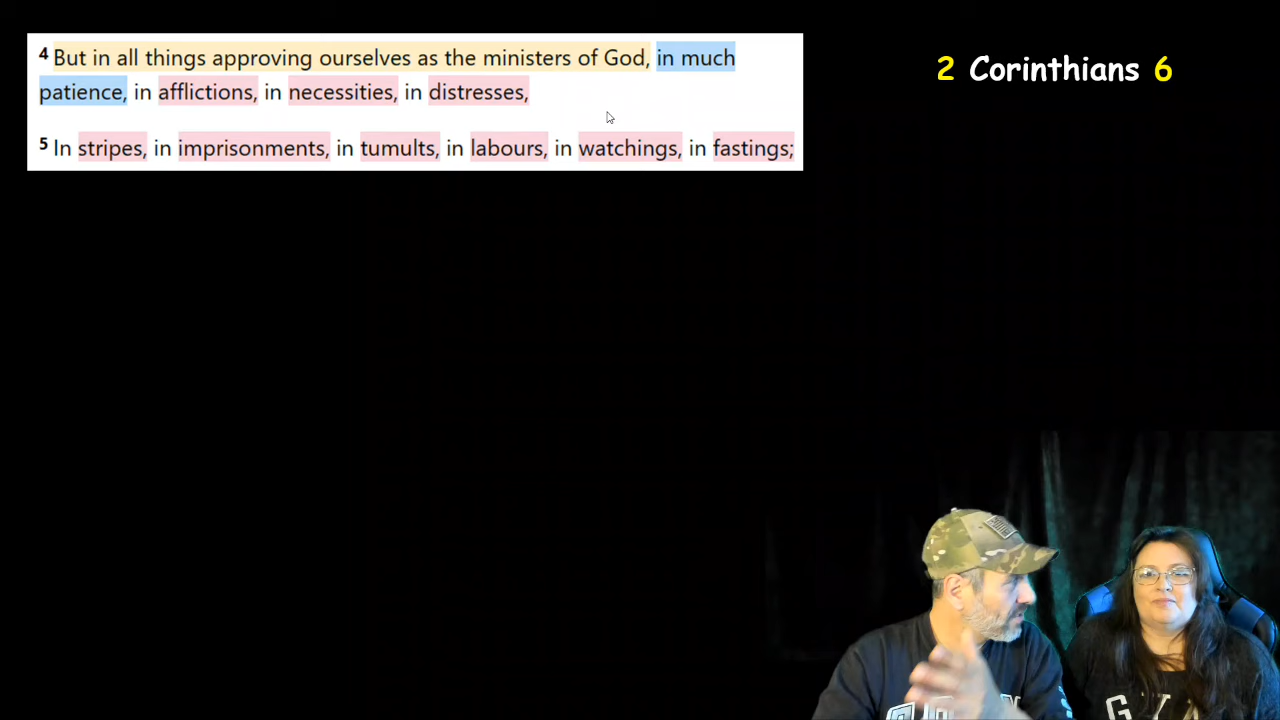 4 But in all things approving ourselves as the ministers of God, in much
patience, in afflictions, in necessities, in distresses,
5 In stripes, in imprisonments, in tumults, in labours, in watchings, in fastings;
2 Corinthians 6